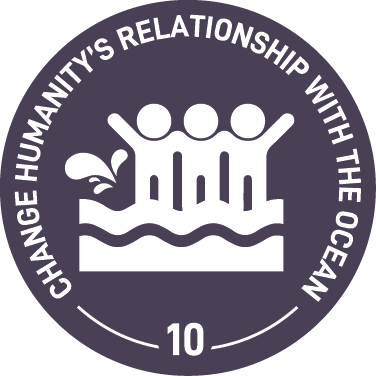 CHANGE HUMANITY'S RELATIONSHIP WITH THE OCEAN
10